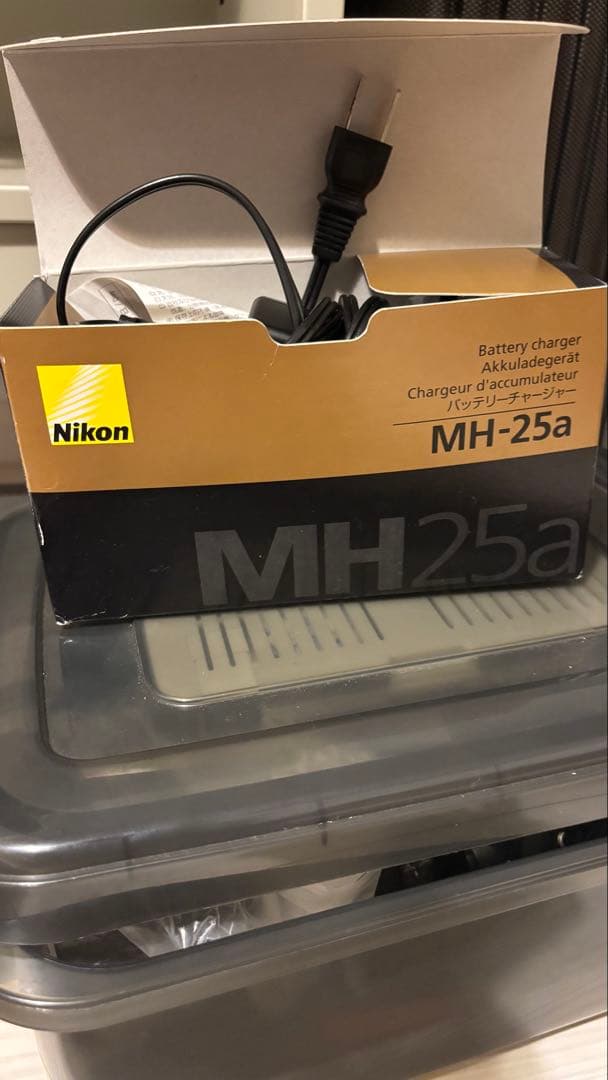 Nikon
Battery charger
Akkuladegerät
Chargeur d'accumulateur
バッテリーチャージャー
MH-25a
MH25a